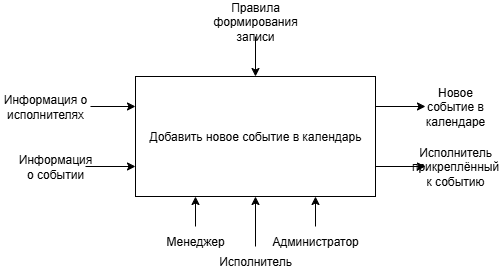 Правила
формирования
записи
Информация о
исполнителях
Добавить новое событие в календарь
Новое
событие в
календаре
Информация
о событии
Исполнитель
прикреплённый
к событию
Менеджер
Администратор
Исполнитель